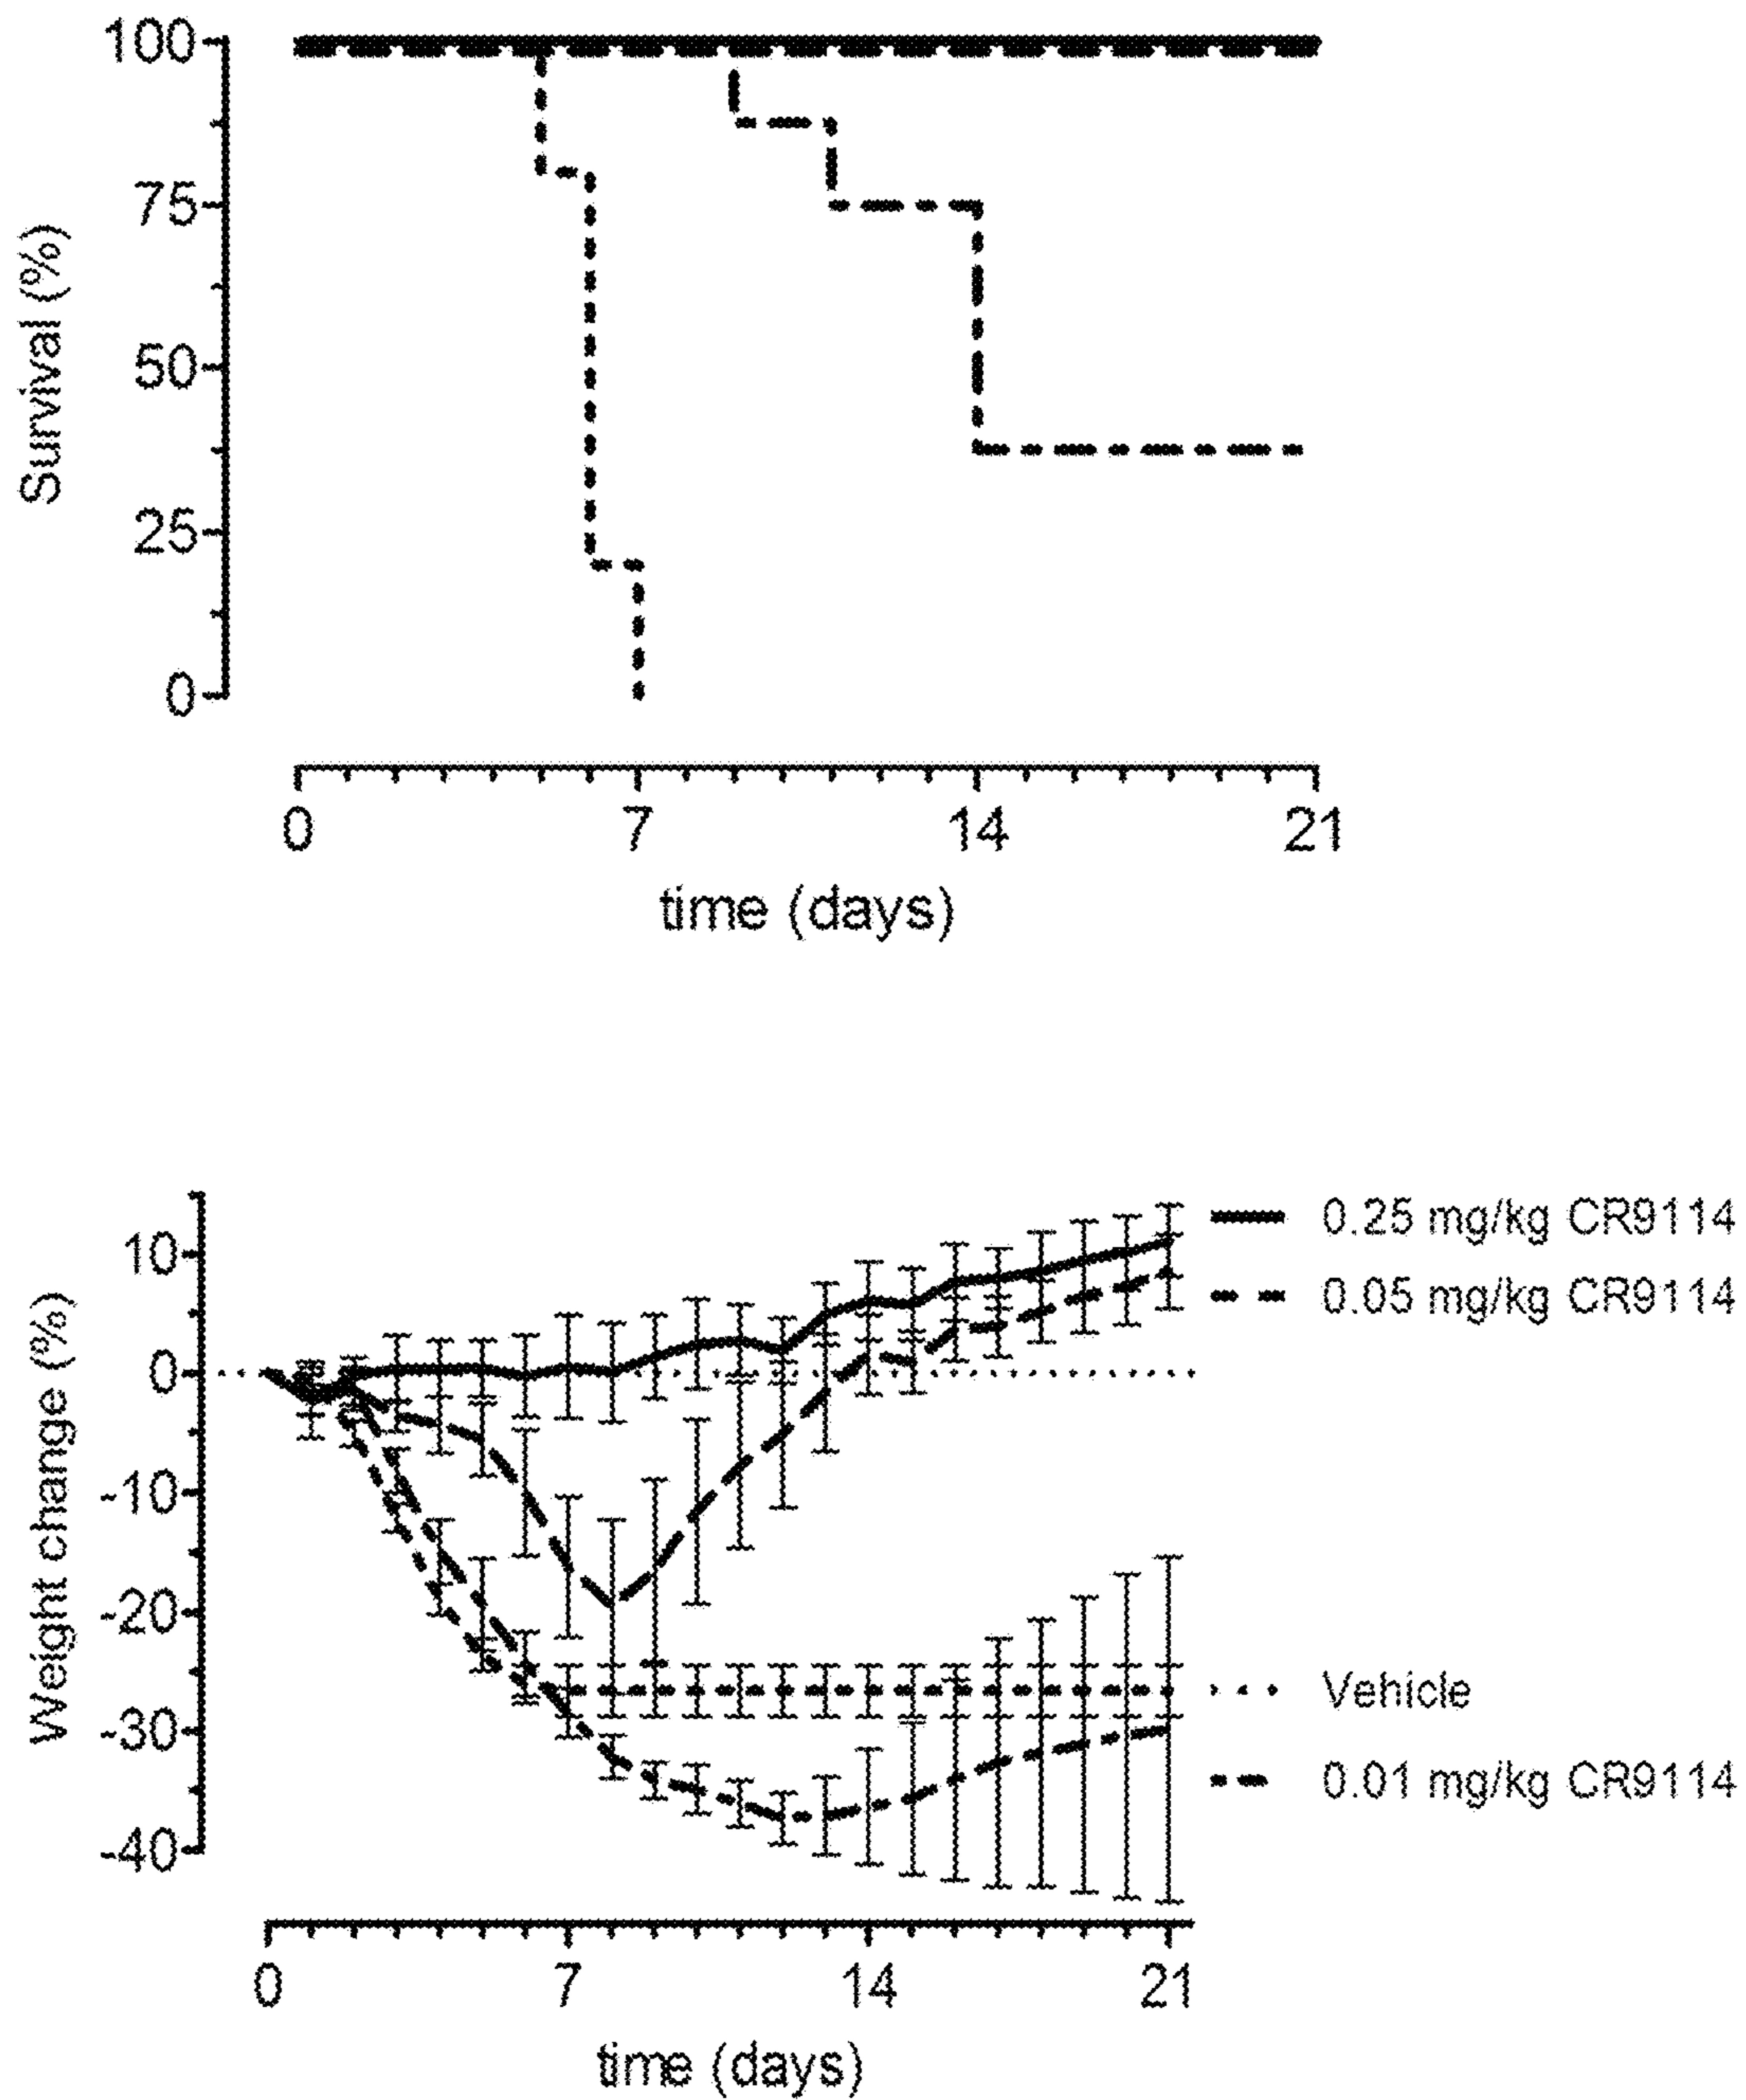 100
75
50
25
0
Survival (%)
0 7 14 21
time (days)
10
0
-10
-20
-30
-40
Weight change (%)
0.25 mg/kg CR9114
0.05 mg/kg CR9114
Vehicle
0.01 mg/kg CR9114
0 7 14 21
time (days)